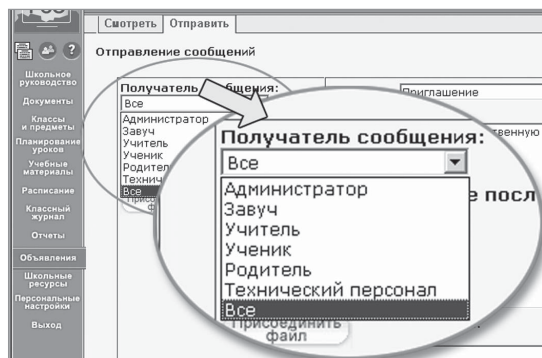 Смотреть
Отправить
Отправление сообщений
Школьное
руководство
Документы
Классы
и предметы
Планирование
уроков
Учебные
материалы
Расписание
Классный
журнал
Отчеты
Объявления
Школьные
ресурсы
Персональные
настройки
Выход
Получатель сообщения:
Все
Администратор
Завуч
Учитель
Ученик
Родитель
Все
Приглашение
Получатель сообщения:
Все
Администратор
Завуч
Учитель
Ученик
Родитель
Технический персонал
Все
Присоединить
файл